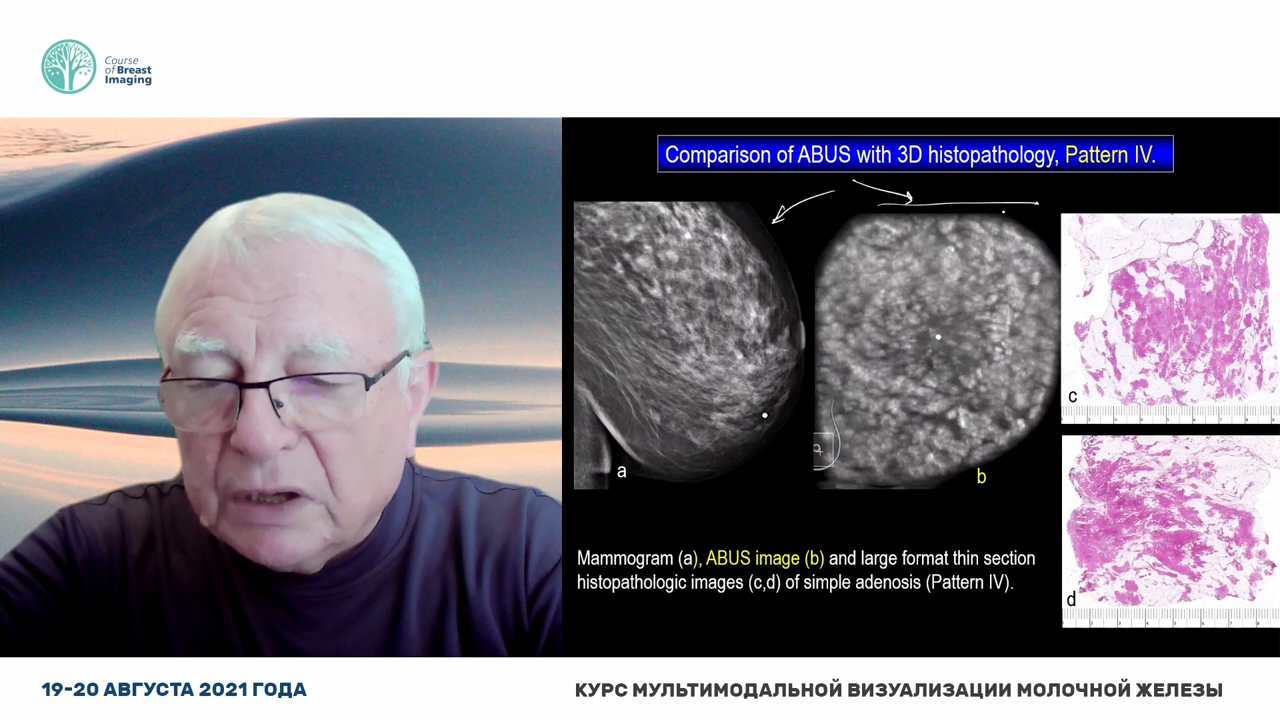 Course
of Breast
Imaging
Comparison of ABUS with 3D histopathology, Pattern IV.
a
b
c
d
Mammogram (a), ABUS image (b) and large format thin section
histopathologic images (c,d) of simple adenosis (Pattern IV).
19-20 АВГУСТА 2021 ГОДА
КУРС МУЛЬТИМОДАЛЬНОЙ ВИЗУАЛИЗАЦИИ МОЛОЧНОЙ ЖЕЛЕЗЫ